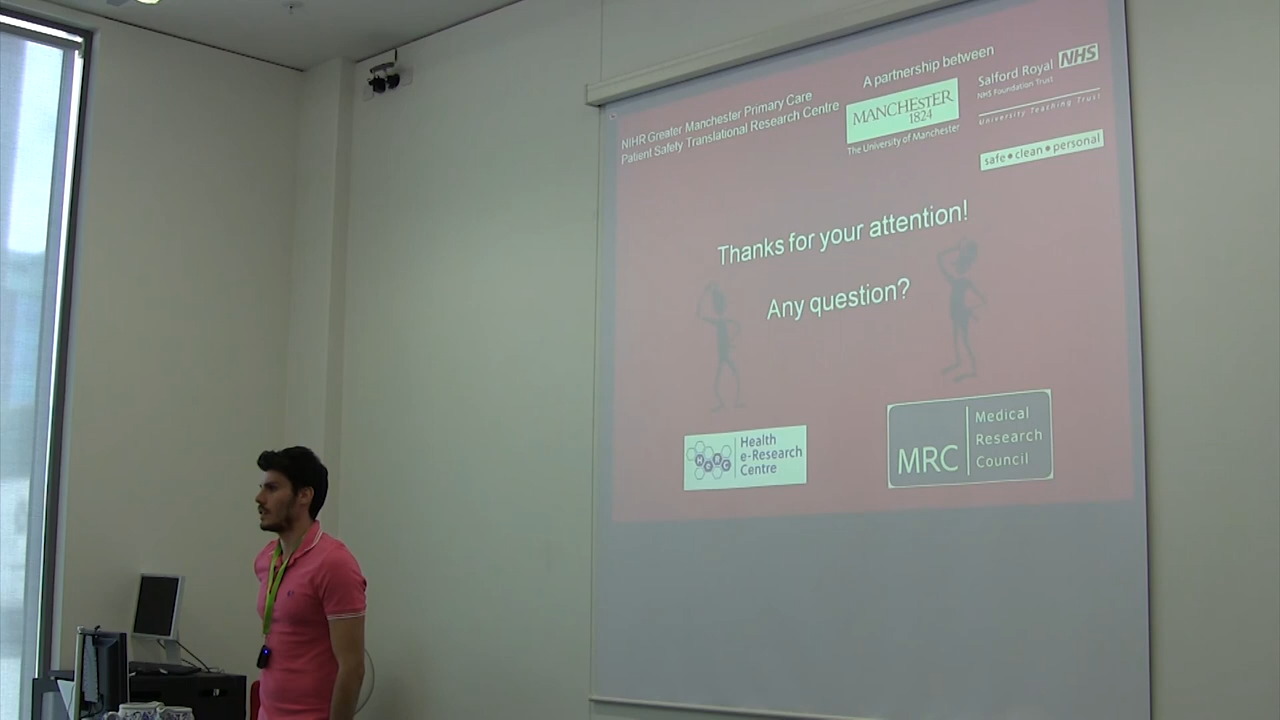 NIHR Greater Manchester Primary Care
Patient Safety Translational Research Centre
A partnership between
MANCHESTER
1824
The University of Manchester
Salford Royal NHS
NHS Foundation Trust
University Teaching Trust
safe • clean • personal
Thanks for your attention!
Any question?
HeRC
Health
e-Research
Centre
MRC
Medical
Research
Council